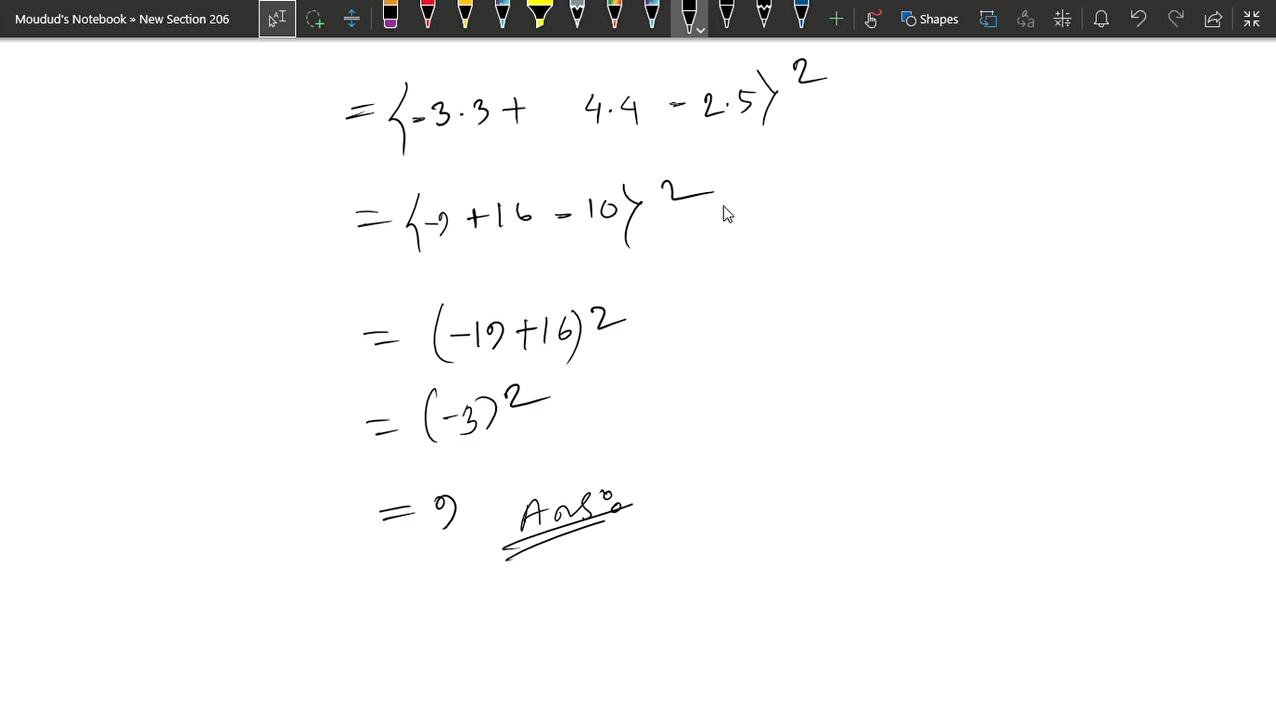 Moudud's Notebook » New Section 206
Shapes
= {-3.3 + 4.4 - 2.5}²
= {-9 + 16 - 10}²
= (-19 + 16)²
= (-3)²
= 9 Ans: